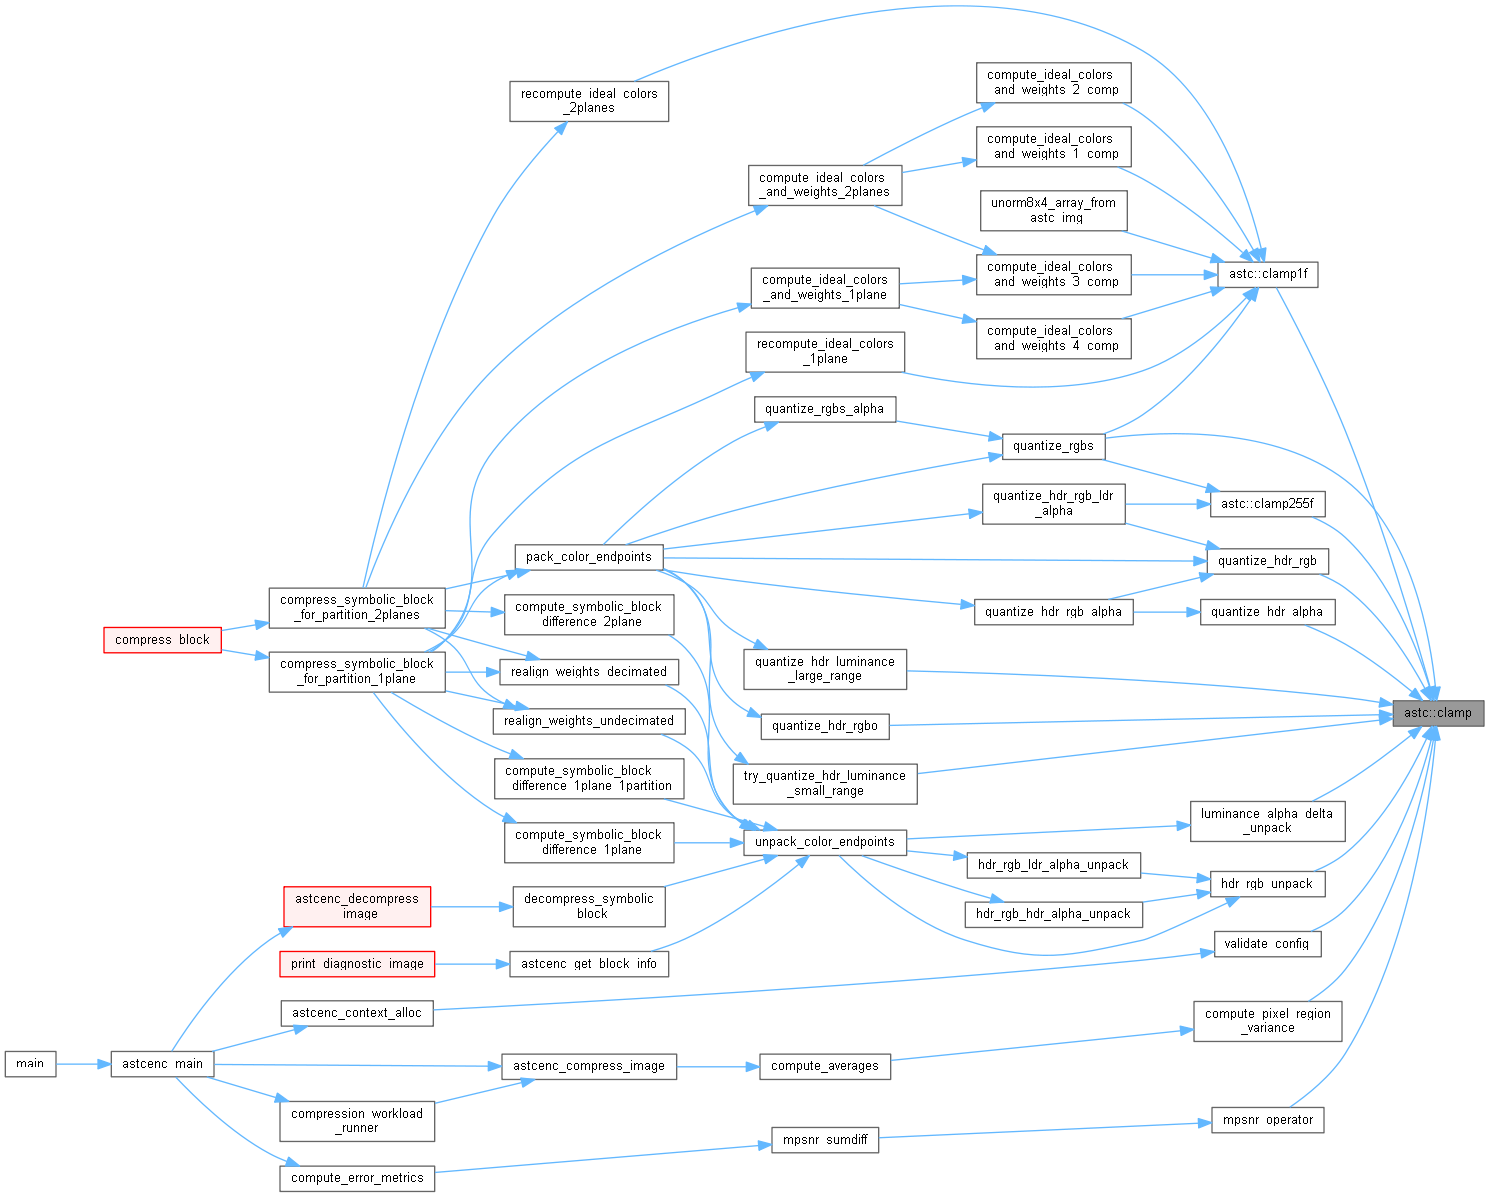 recompute_ideal_colors
_2planes
compute_ideal_colors
_and_weights_2_comp
compute_ideal_colors
_and_weights_1_comp
compute_ideal_colors
_and_weights_2planes
unorm8x4_array_from
_astc_img
compute_ideal_colors
_and_weights_3_comp
astc::clamp1f
compute_ideal_colors
_and_weights_1plane
compute_ideal_colors
_and_weights_4_comp
recompute_ideal_colors
_1plane
quantize_rgbs_alpha
quantize_rgbs
quantize_hdr_rgb_ldr
_alpha
astc::clamp255f
pack_color_endpoints
quantize_hdr_rgb
compress_symbolic_block
_for_partition_2planes
compute_symbolic_block
_difference_2plane
quantize_hdr_rgb_alpha
quantize_hdr_alpha
compress_block
compress_symbolic_block
_for_partition_1plane
realign_weights_decimated
quantize_hdr_luminance
_large_range
realign_weights_undecimated
quantize_hdr_rgbo
astc::clamp
compute_symbolic_block
_difference_1plane_1partition
try_quantize_hdr_luminance
_small_range
luminance_alpha_delta
_unpack
compute_symbolic_block
_difference_1plane
unpack_color_endpoints
hdr_rgb_ldr_alpha_unpack
hdr_rgb_unpack
astcenc_decompress
_image
decompress_symbolic
_block
hdr_rgb_hdr_alpha_unpack
validate_config
print_diagnostic_image
astcenc_get_block_info
astcenc_context_alloc
compute_pixel_region
_variance
main
astcenc_main
astcenc_compress_image
compute_averages
compression_workload
_runner
mpsnr_operator
mpsnr_sumdiff
compute_error_metrics